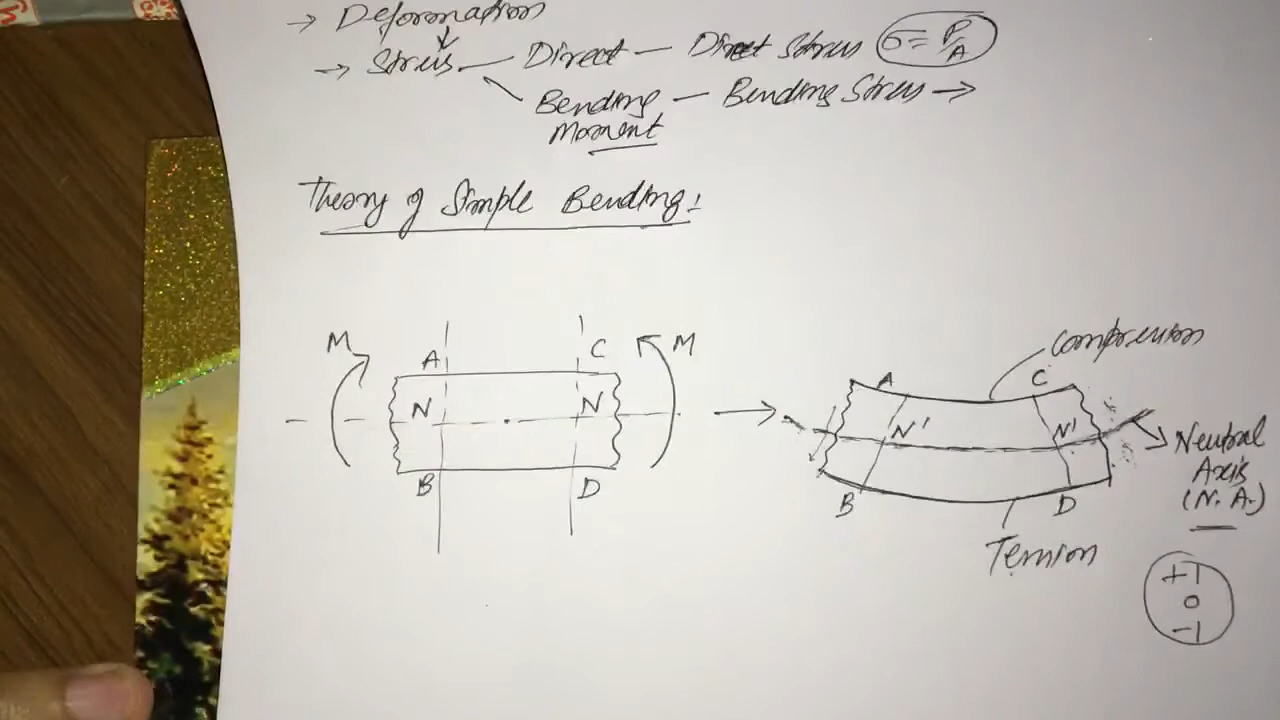 → Deformation
→ Stress — Direct — Direct Stress σ = P/A
Bending Moment — Bending Stress →
Theory of Simple Bending:
M A C M
N N
B D
A C Compression
N' N'
B D
Neutral
Axis
(N. A.)
Tension
+1
0
-1